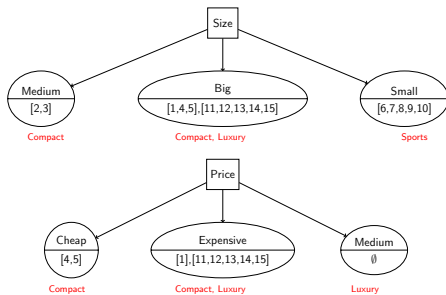 Size
Medium Big Small
[2,3] [1,4,5],[11,12,13,14,15] [6,7,8,9,10]
Compact Compact, Luxury Sports
Price
Cheap Expensive Medium
[4,5] [1],[11,12,13,14,15] ∅
Compact Compact, Luxury Luxury